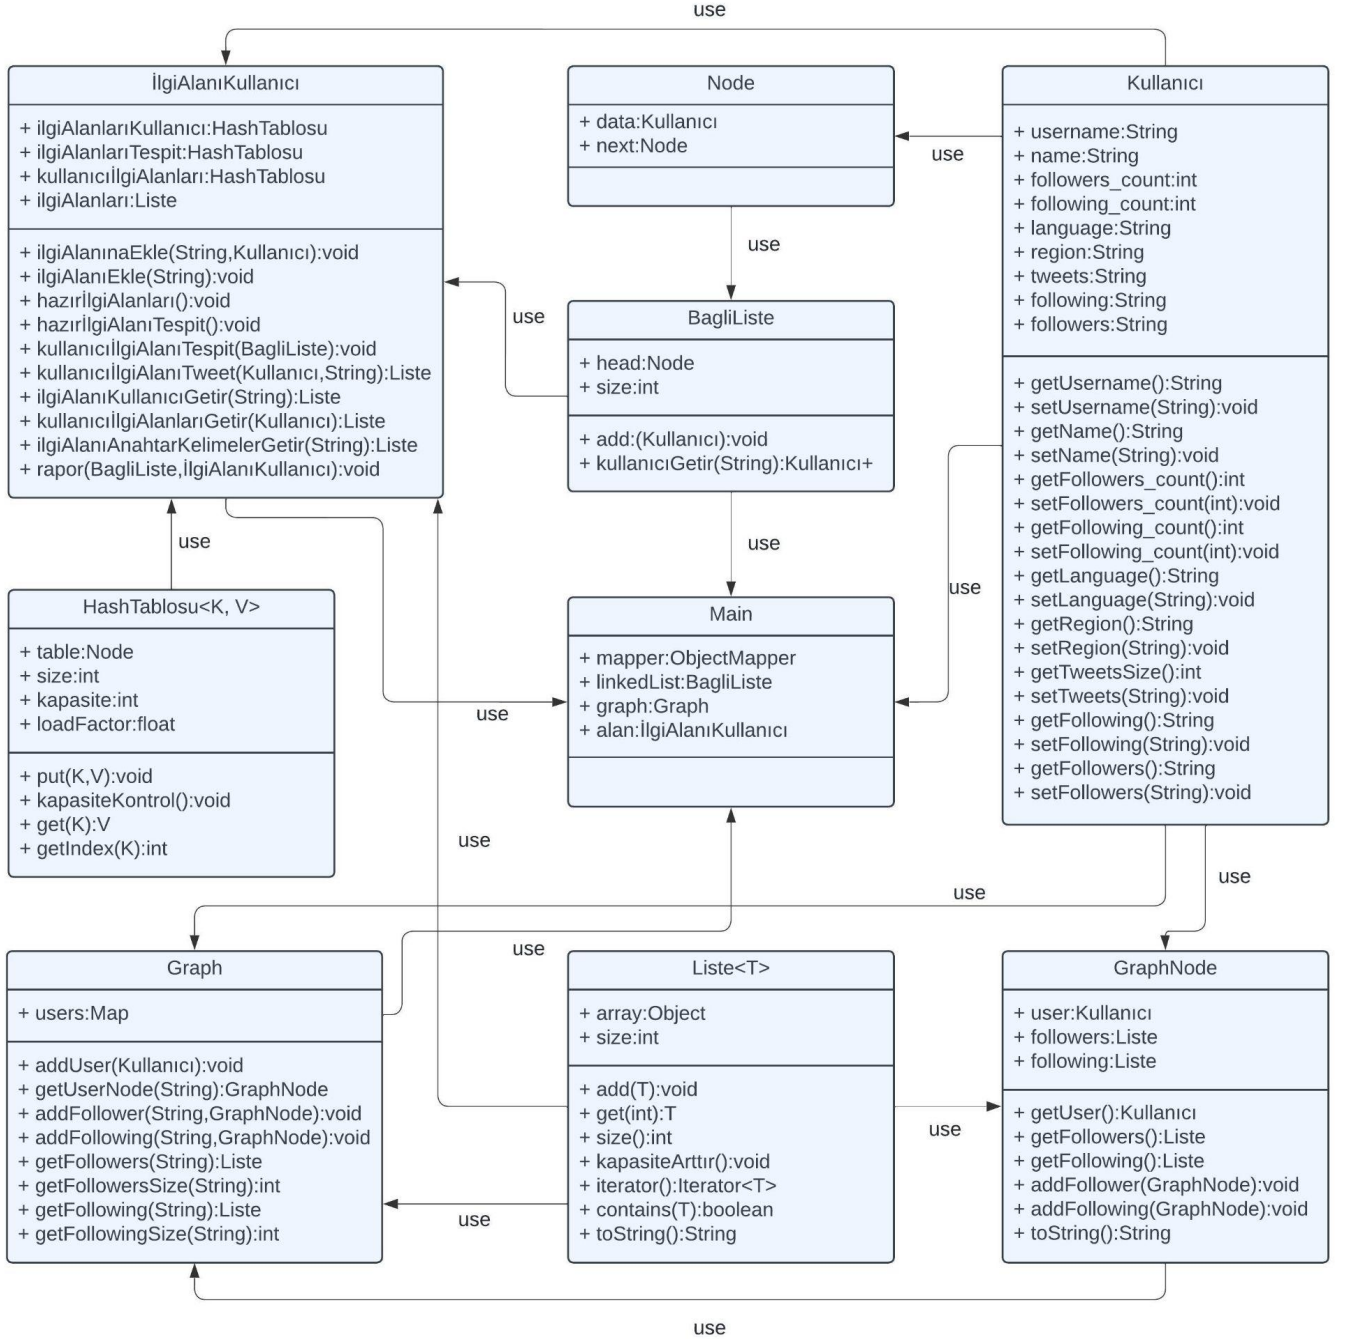 use
İlgiAlanıKullanıcı
+ ilgiAlanlarıKullanıcı:HashTablosu
+ ilgiAlanlarıTespit:HashTablosu
+ kullanıcıİlgiAlanları:HashTablosu
+ ilgiAlanları:Liste
+ ilgiAlanınaEkle(String,Kullanıcı):void
+ ilgiAlanıEkle(String):void
+ hazırİlgiAlanları():void
+ hazırİlgiAlanıTespit():void
+ kullanıcıİlgiAlanıTespit(BagliListe):void
+ kullanıcıİlgiAlanıTweet(Kullanıcı,String):Liste
+ ilgiAlanıKullanıcıGetir(String):Liste
+ kullanıcıİlgiAlanlarıGetir(Kullanıcı):Liste
+ ilgiAlanıAnahtarKelimelerGetir(String):Liste
+ rapor(BagliListe,İlgiAlanıKullanıcı):void
Node
+ data:Kullanıcı
+ next:Node
use
use
Kullanıcı
+ username:String
+ name:String
+ followers_count:int
+ following_count:int
+ language:String
+ region:String
+ tweets:String
+ following:String
+ followers:String
+ getUsername():String
+ setUsername(String):void
+ getName():String
+ setName(String):void
+ getFollowers_count():int
+ setFollowers_count(int):void
+ getFollowing_count():int
+ setFollowing_count(int):void
+ getLanguage():String
+ setLanguage(String):void
+ getRegion():String
+ setRegion(String):void
+ getTweetsSize():int
+ setTweets(String):void
+ getFollowing():String
+ setFollowing(String):void
+ getFollowers():String
+ setFollowers(String):void
use
BagliListe
+ head:Node
+ size:int
+ add:(Kullanıcı):void
+ kullanıcıGetir(String):Kullanıcı+
use
use
use
HashTablosu<K, V>
+ table:Node
+ size:int
+ kapasite:int
+ loadFactor:float
+ put(K,V):void
+ kapasiteKontrol():void
+ get(K):V
+ getIndex(K):int
use
Main
+ mapper:ObjectMapper
+ linkedList:BagliListe
+ graph:Graph
+ alan:İlgiAlanıKullanıcı
use
use
use
use
use
Graph
+ users:Map
+ addUser(Kullanıcı):void
+ getUserNode(String):GraphNode
+ addFollower(String,GraphNode):void
+ addFollowing(String,GraphNode):void
+ getFollowers(String):Liste
+ getFollowersSize(String):int
+ getFollowing(String):Liste
+ getFollowingSize(String):int
Liste<T>
+ array:Object
+ size:int
+ add(T):void
+ get(int):T
+ size():int
+ kapasiteArttır():void
+ iterator():Iterator<T>
+ contains(T):boolean
+ toString():String
use
use
GraphNode
+ user:Kullanıcı
+ followers:Liste
+ following:Liste
+ getUser():Kullanıcı
+ getFollowers():Liste
+ getFollowing():Liste
+ addFollower(GraphNode):void
+ addFollowing(GraphNode):void
+ toString():String
use